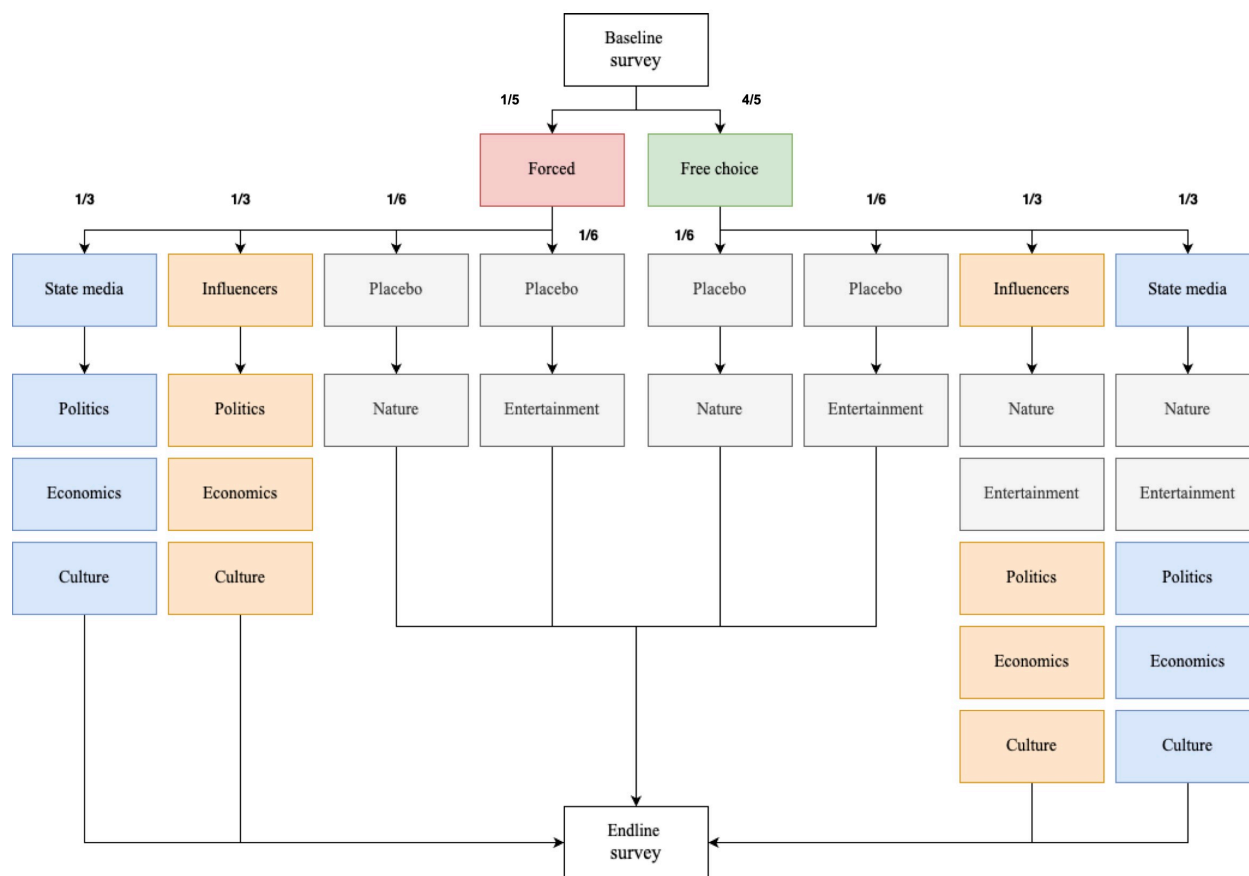 Baseline
survey
1/5
4/5
Forced
Free choice
1/3
1/3
1/6
1/6
1/3
1/3
1/6
1/6
State media
Influencers
Placebo
Placebo
Placebo
Placebo
Influencers
State media
Politics
Politics
Nature
Entertainment
Nature
Entertainment
Nature
Nature
Economics
Economics
Entertainment
Entertainment
Culture
Culture
Politics
Politics
Economics
Economics
Culture
Culture
Endline
survey